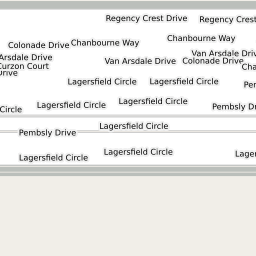 Regency Crest Drive
Regency Crest
Chanbourne Way
Colonade Drive
Chanbourne Way
Van Arsdale Driv
Arsdale Drive
Van Arsdale Drive
Colonade Drive
Curzon Court
Cha
Drive
Lagersfield Circle
Lagersfield Circle
Per
Lagersfield Circle
Lagersfield Circle
Pembsly Dr
Circle
Lagersfield Circle
Pembsly Drive
Lagersfield Circle
Lager
Lagersfield Circle